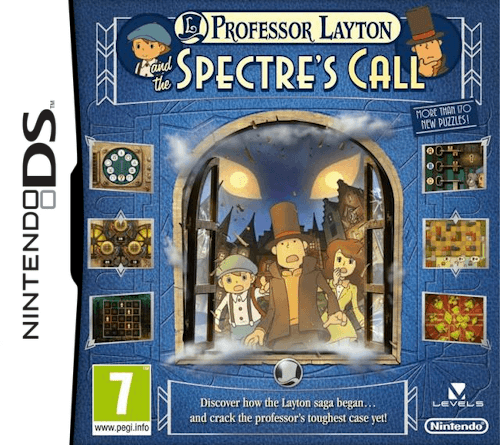 NINTENDO DS™
L PROFESSOR LAYTON
and the SPECTRE'S CALL
MORE THAN 170
NEW PUZZLES!
Discover how the Layton saga began...
and crack the professor's toughest case yet!
7
www.pegi.info
LEVEL5
Nintendo®